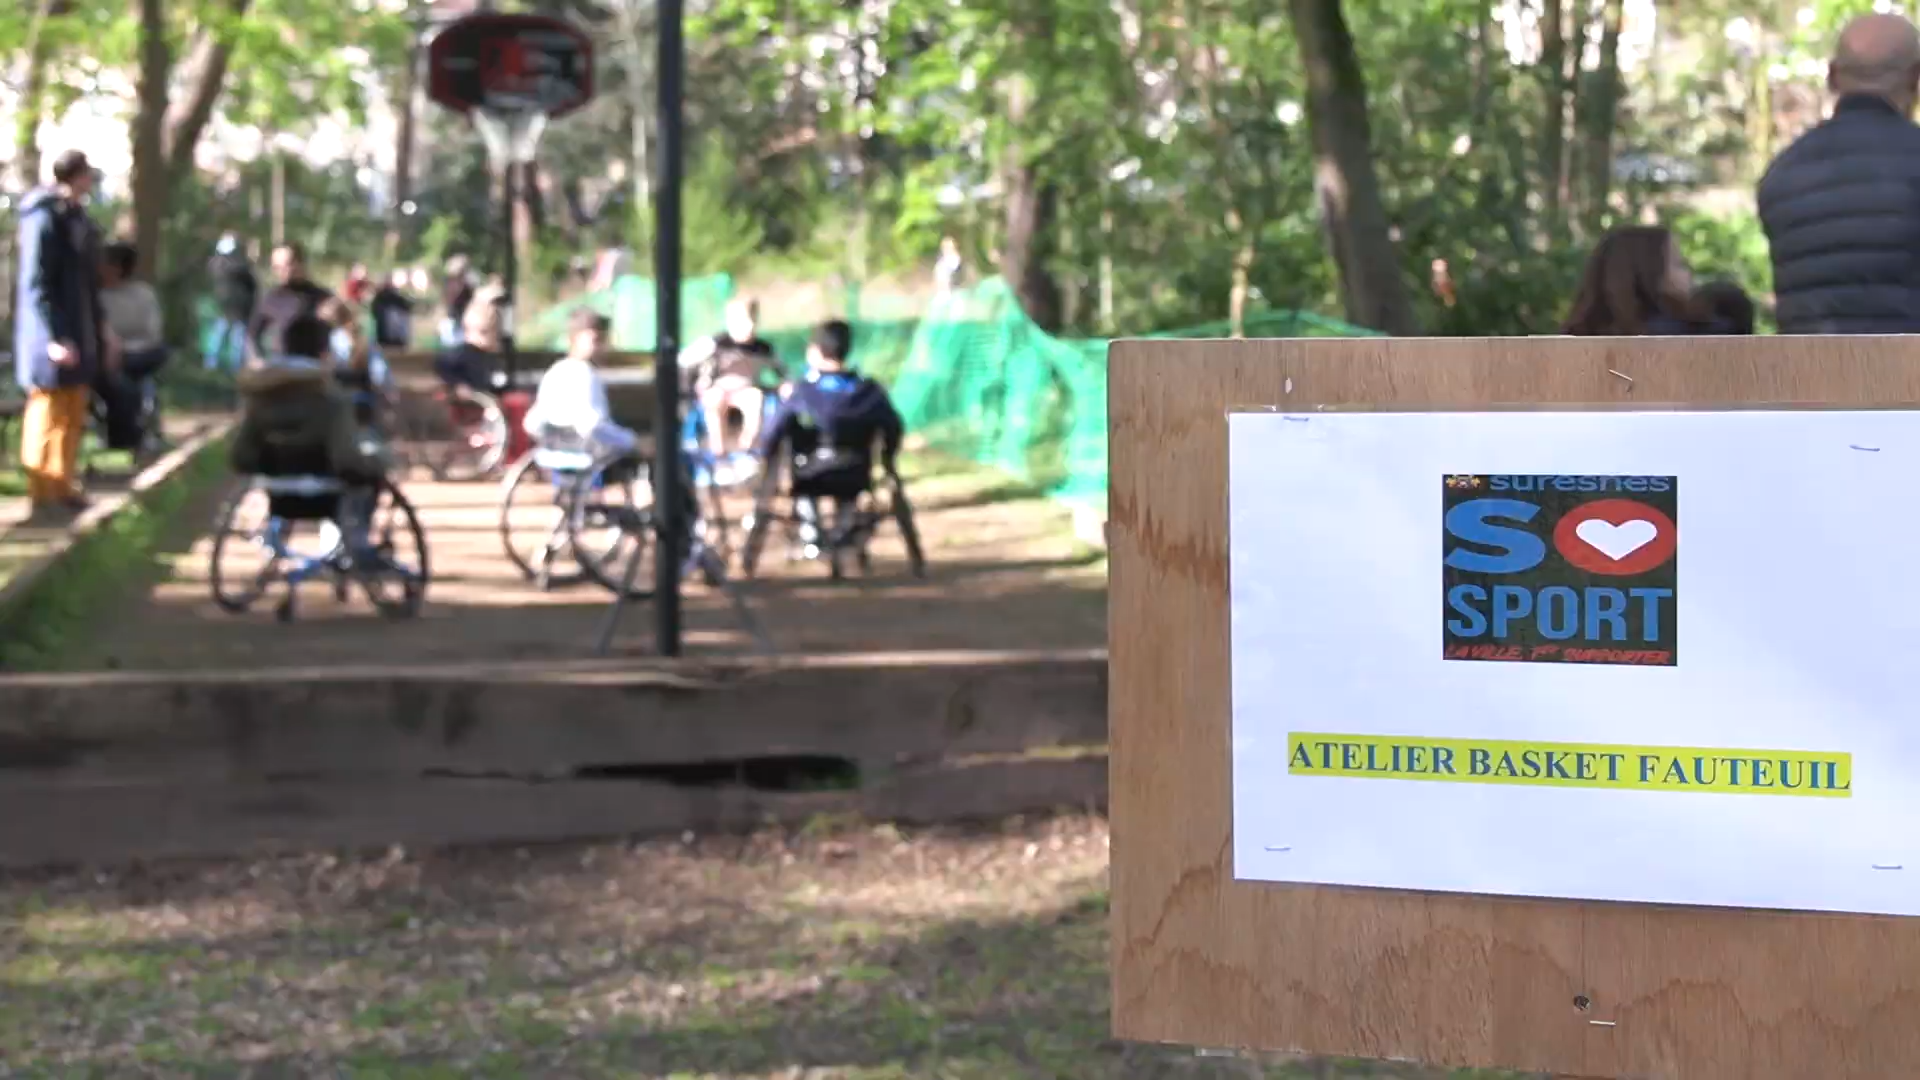 suresnes
SO
SPORT
LA VILLE, 1er SUPPORTER
ATELIER BASKET FAUTEUIL